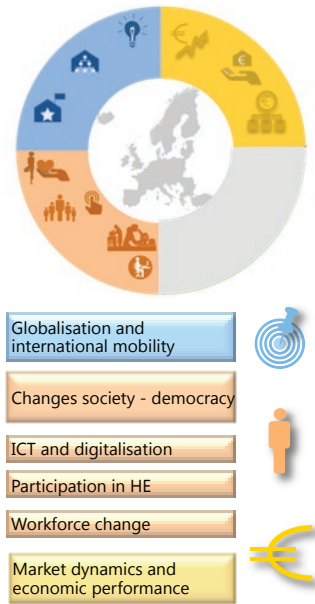 Globalisation and
international mobility
Changes society - democracy
ICT and digitalisation
Participation in HE
Workforce change
Market dynamics and
economic performance